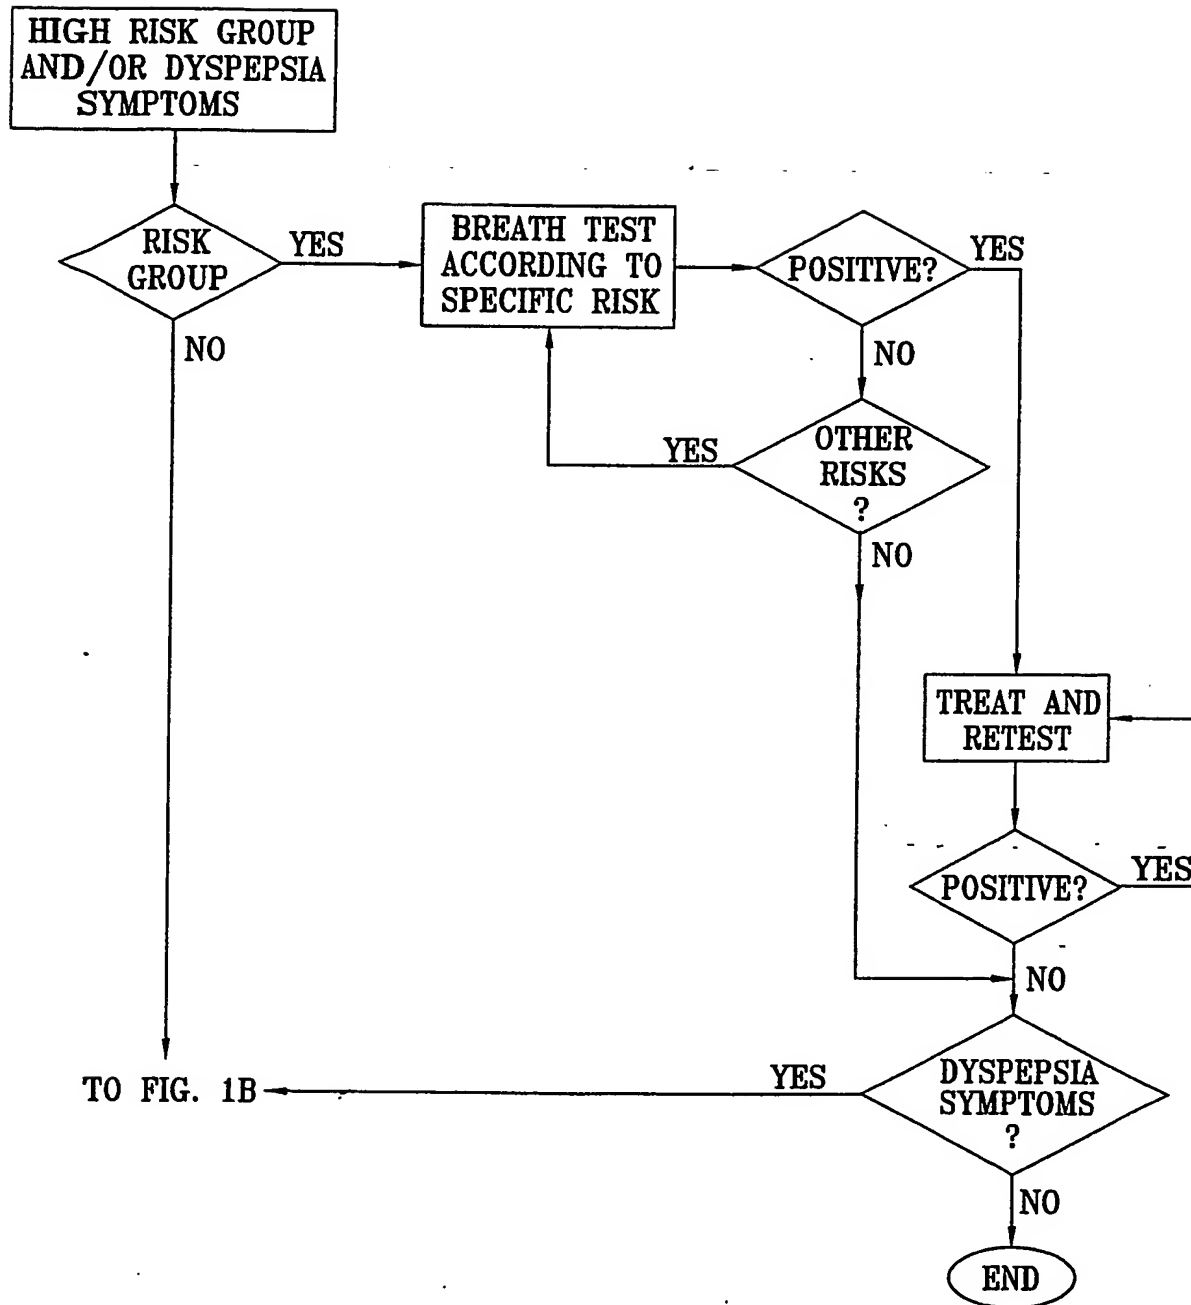 HIGH RISK GROUP
AND/OR DYSPEPSIA
SYMPTOMS
RISK
GROUP
YES
NO
BREATH TEST
ACCORDING TO
SPECIFIC RISK
POSITIVE?
YES
NO
OTHER
RISKS
?
YES
NO
TREAT AND
RETEST
POSITIVE?
YES
NO
DYSPEPSIA
SYMPTOMS
?
YES
TO FIG. 1B
NO
END